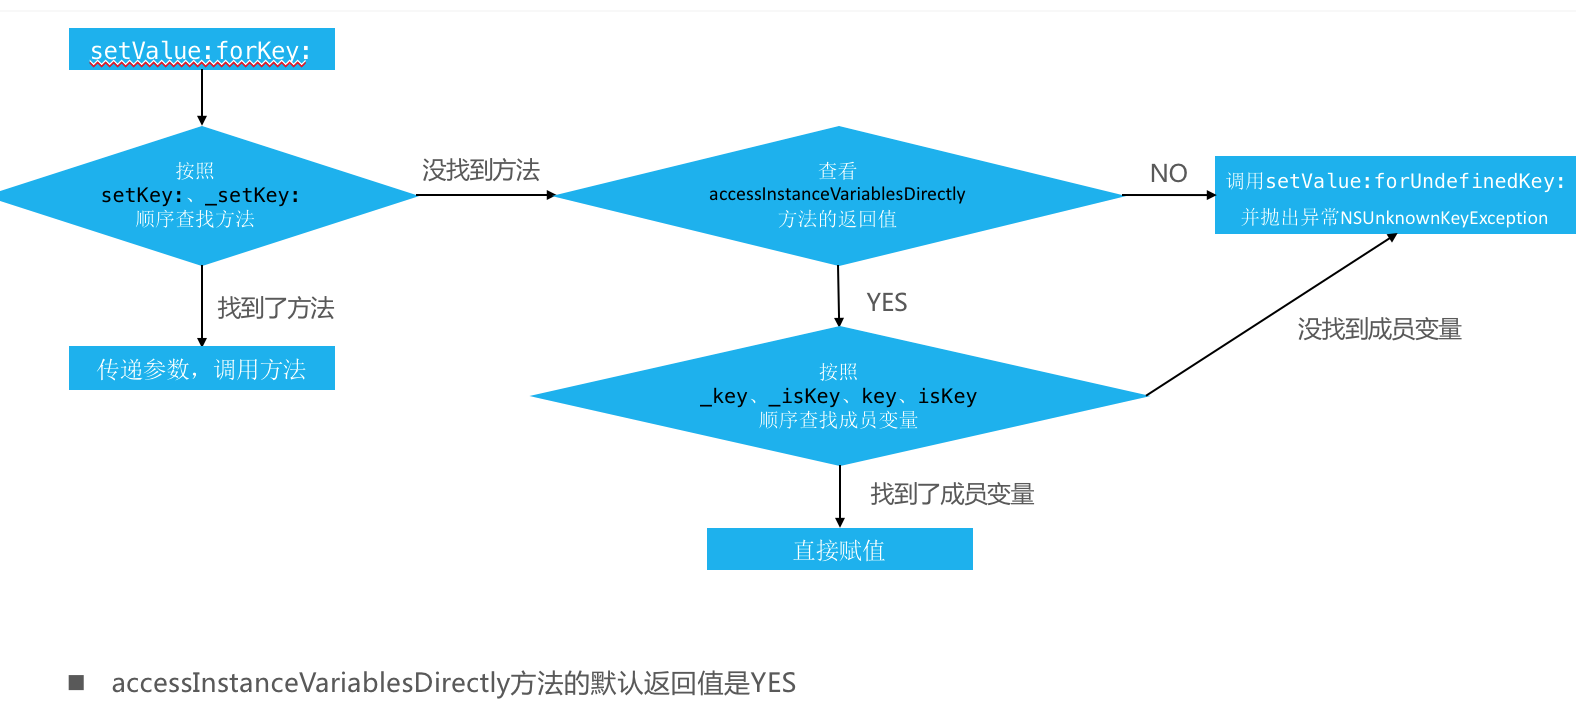 setValue:forKey:
按照
setKey:、_setKey:
顺序查找方法
没找到方法
查看
accessInstanceVariablesDirectly
方法的返回值
NO
调用setValue:forUndefinedKey:
并抛出异常NSUnknownKeyException
找到了方法
传递参数，调用方法
YES
按照
_key、_isKey、key、isKey
顺序查找成员变量
没找到成员变量
找到了成员变量
直接赋值
■ accessInstanceVariablesDirectly方法的默认返回值是YES